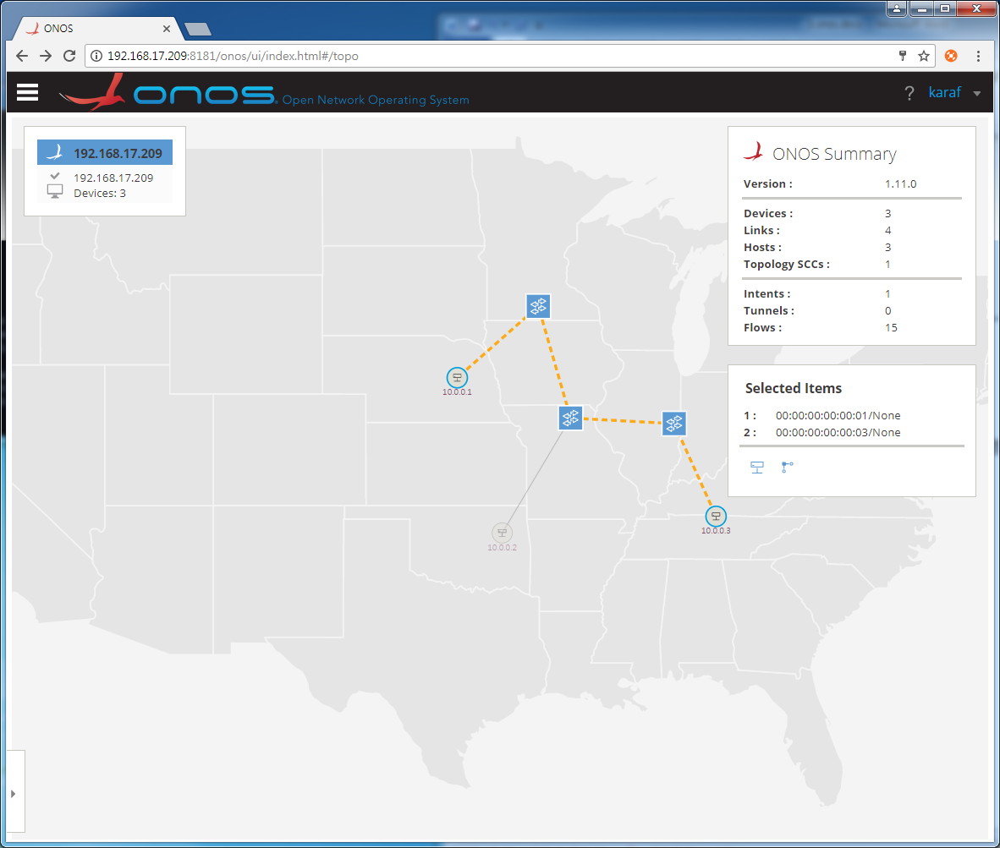 ONOS
192.168.17.209:8181/onos/ui/index.html#/topo
onos. Open Network Operating System
? karaf
192.168.17.209
192.168.17.209
Devices: 3
ONOS Summary
Version : 1.11.0
Devices : 3
Links : 4
Hosts : 3
Topology SCCs : 1
Intents : 1
Tunnels : 0
Flows : 15
Selected Items
1 : 00:00:00:00:00:01/None
2 : 00:00:00:00:00:03/None
10.0.0.1
10.0.0.3
10.0.0.2